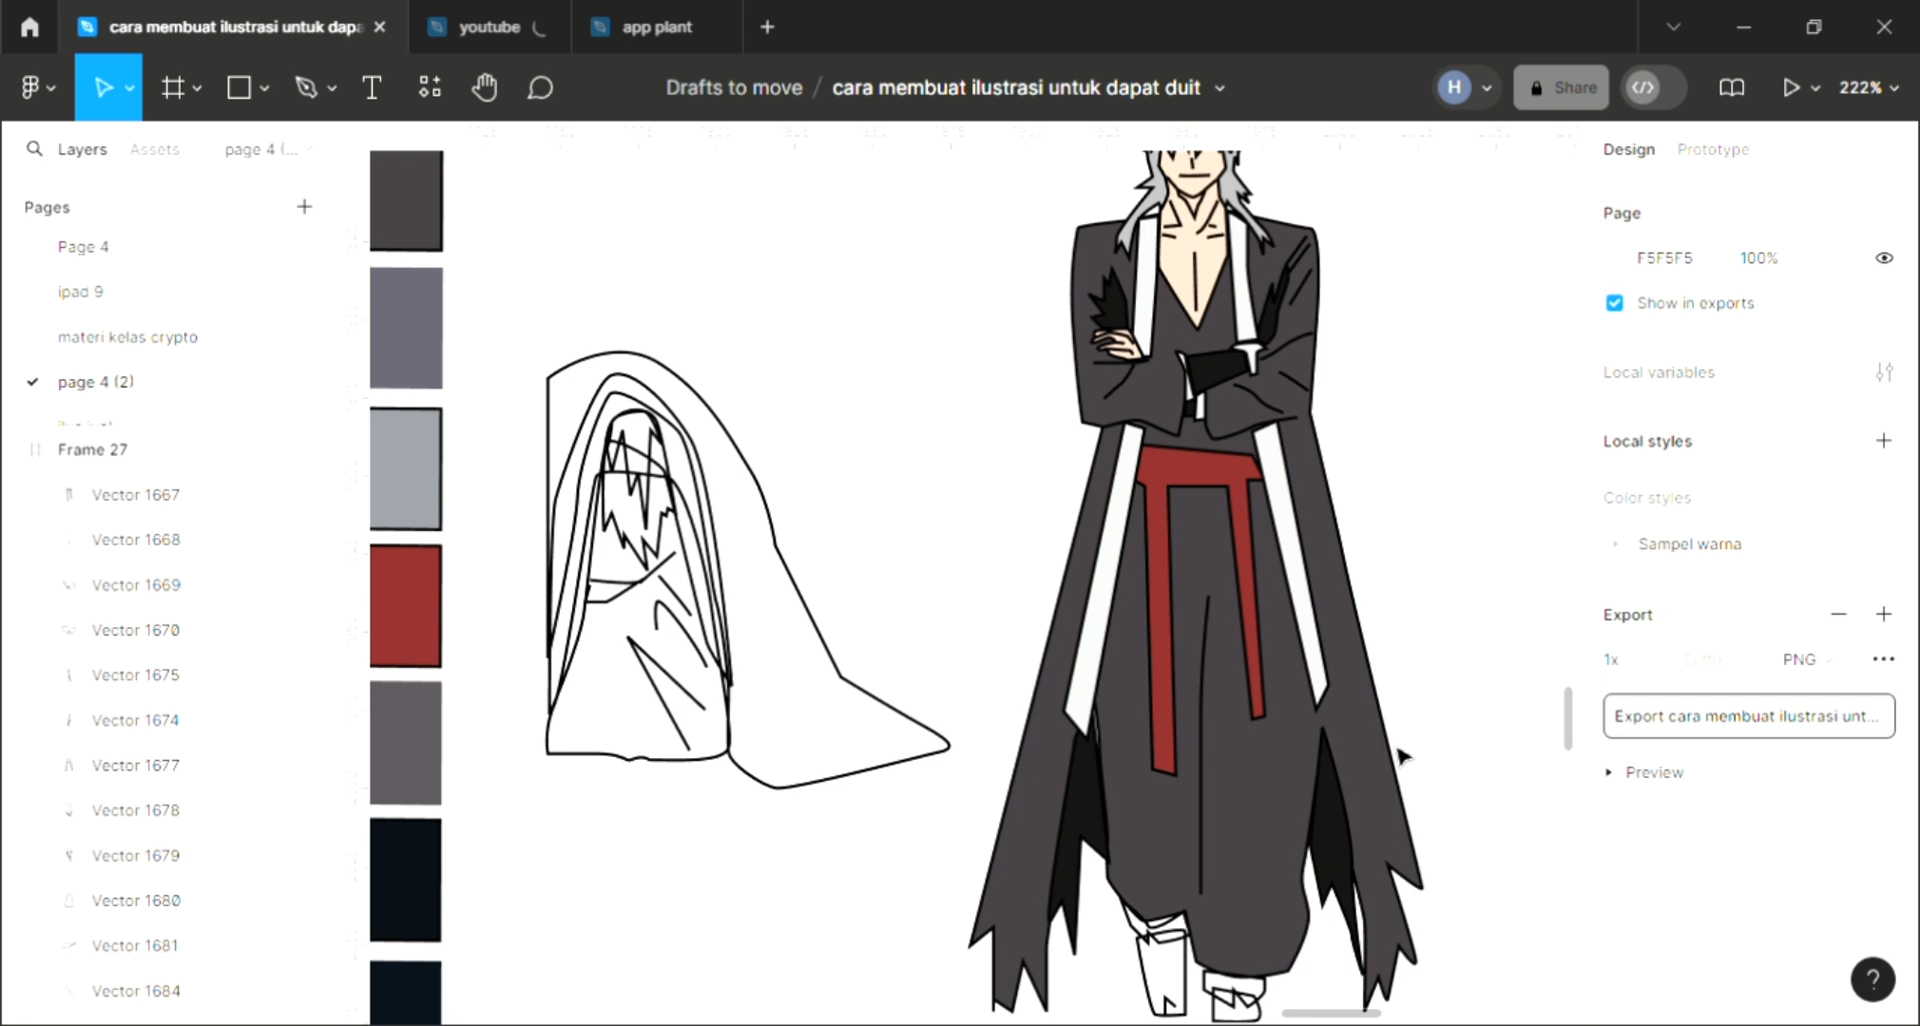 cara membuat ilustrasi untuk dapa
youtube
app plant
Drafts to move / cara membuat ilustrasi untuk dapat duit
H
Share
222%
Layers
Assets
page 4 (...
Pages
Page 4
ipad 9
materi kelas crypto
page 4 (2)
Frame 27
Vector 1667
Vector 1668
Vector 1669
Vector 1670
Vector 1675
Vector 1674
Vector 1677
Vector 1678
Vector 1679
Vector 1680
Vector 1681
Vector 1684
Design
Prototype
Page
F5F5F5
100%
Show in exports
Local variables
Local styles
Color styles
Sampel warna
Export
1x
PNG
Export cara membuat ilustrasi unt...
Preview
?